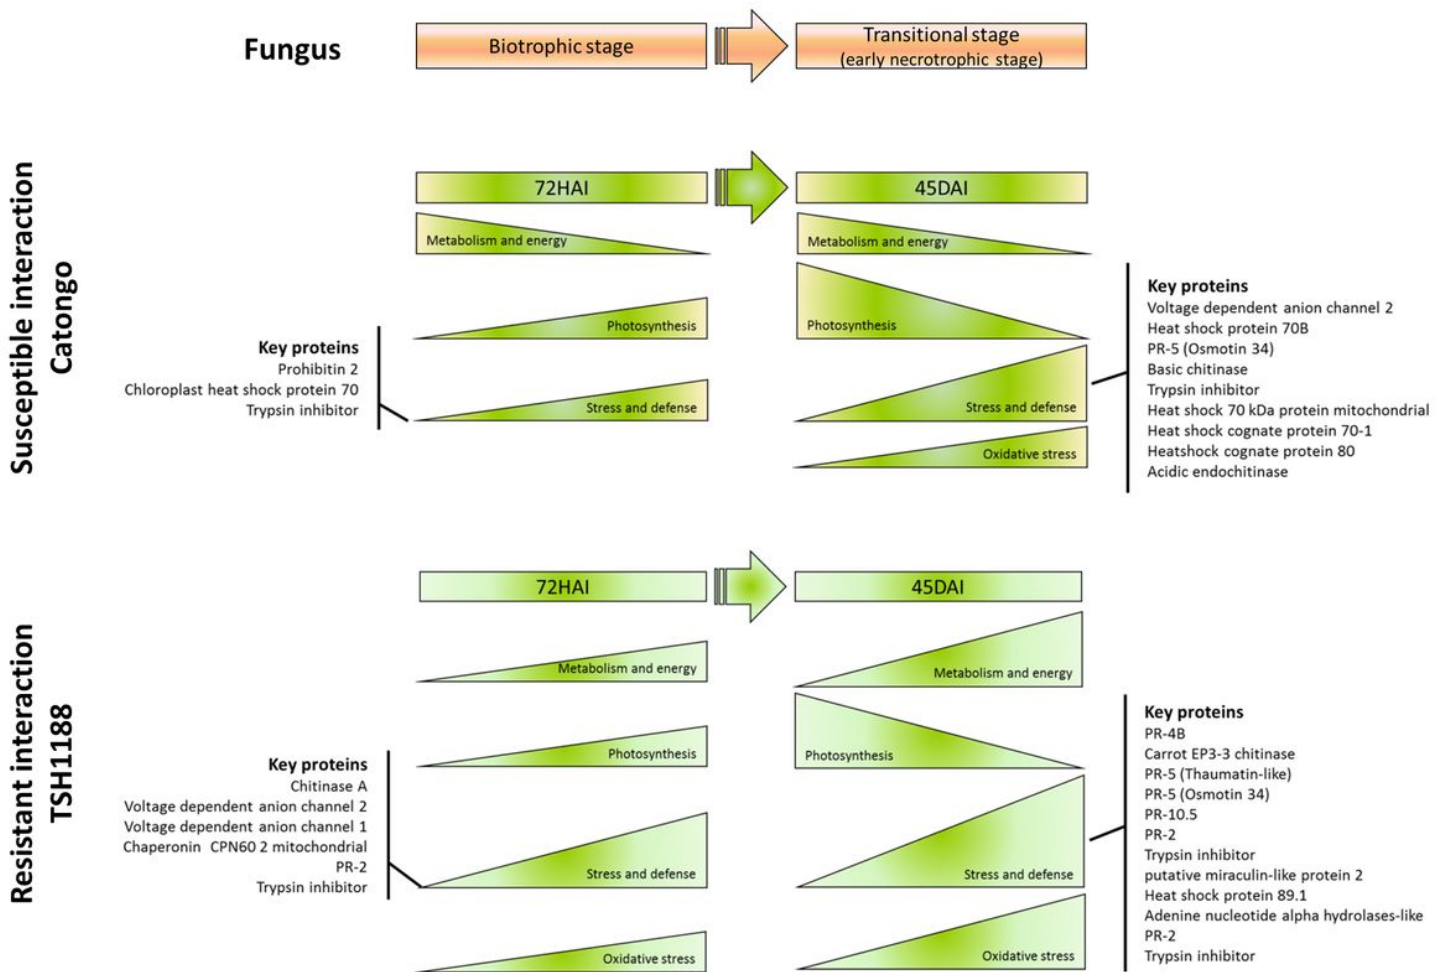 Fungus
Biotrophic stage
Transitional stage
(early necrotrophic stage)
Susceptible interaction
Catongo
72HAI
45DAI
Metabolism and energy
Metabolism and energy
Photosynthesis
Photosynthesis
Stress and defense
Stress and defense
Oxidative stress
Key proteins
Prohibitin 2
Chloroplast heat shock protein 70
Trypsin inhibitor
Key proteins
Voltage dependent anion channel 2
Heat shock protein 70B
PR-5 (Osmotin 34)
Basic chitinase
Trypsin inhibitor
Heat shock 70 kDa protein mitochondrial
Heat shock cognate protein 70-1
Heatshock cognate protein 80
Acidic endochitinase
Resistant interaction
TSH1188
72HAI
45DAI
Metabolism and energy
Metabolism and energy
Photosynthesis
Photosynthesis
Stress and defense
Stress and defense
Oxidative stress
Oxidative stress
Key proteins
Chitinase A
Voltage dependent anion channel 2
Voltage dependent anion channel 1
Chaperonin CPN60 2 mitochondrial
PR-2
Trypsin inhibitor
Key proteins
PR-4B
Carrot EP3-3 chitinase
PR-5 (Thaumatin-like)
PR-5 (Osmotin 34)
PR-10.5
PR-2
Trypsin inhibitor
putative miraculin-like protein 2
Heat shock protein 89.1
Adenine nucleotide alpha hydrolases-like
PR-2
Trypsin inhibitor